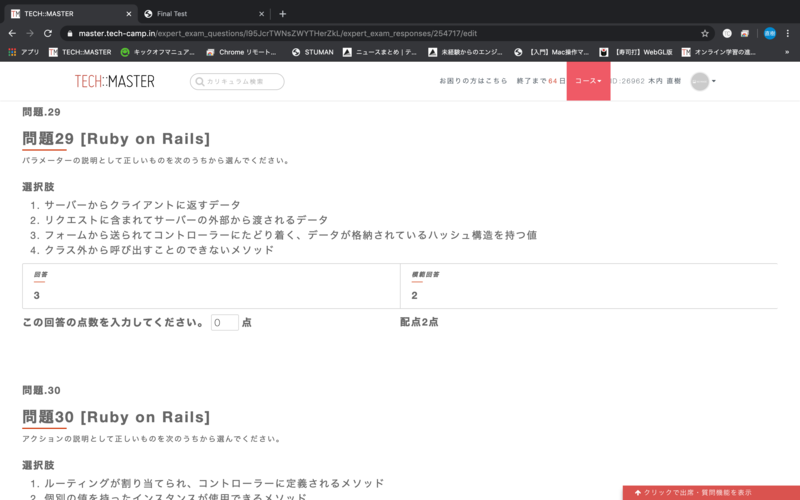 TECH::MASTER
Final Test
master.tech-camp.in/expert_exam_questions/I95JcrTWNsZWYTHerZkL/expert_exam_responses/254717/edit
直樹
アプリ
TECH::MASTER
キックオフマニュア...
Chrome リモート...
STUMAN
ニュースまとめ | テ...
未経験からのエンジ...
【入門】Mac操作マ...
【寿司打】WebGL版
オンライン学習の進...
»
TECH::MASTER
カリキュラム検索
お困りの方はこちら
終了まで64日
コース
ID:26962 木内 直樹
問題.29
問題29 [Ruby on Rails]
パラメーターの説明として正しいものを次のうちから選んでください。
選択肢
1. サーバーからクライアントに返すデータ
2. リクエストに含まれてサーバーの外部から渡されるデータ
3. フォームから送られてコントローラーにたどり着く、データが格納されているハッシュ構造を持つ値
4. クラス外から呼び出すことのできないメソッド
回答
模範回答
3
2
この回答の点数を入力してください。 0 点
配点2点
問題.30
問題30 [Ruby on Rails]
アクションの説明として正しいものを次のうちから選んでください。
選択肢
1. ルーティングが割り当てられ、コントローラーに定義されるメソッド
2. 個別の値を持ったインスタンスが使用できるメソッド
クリックで出席・質問機能を表示